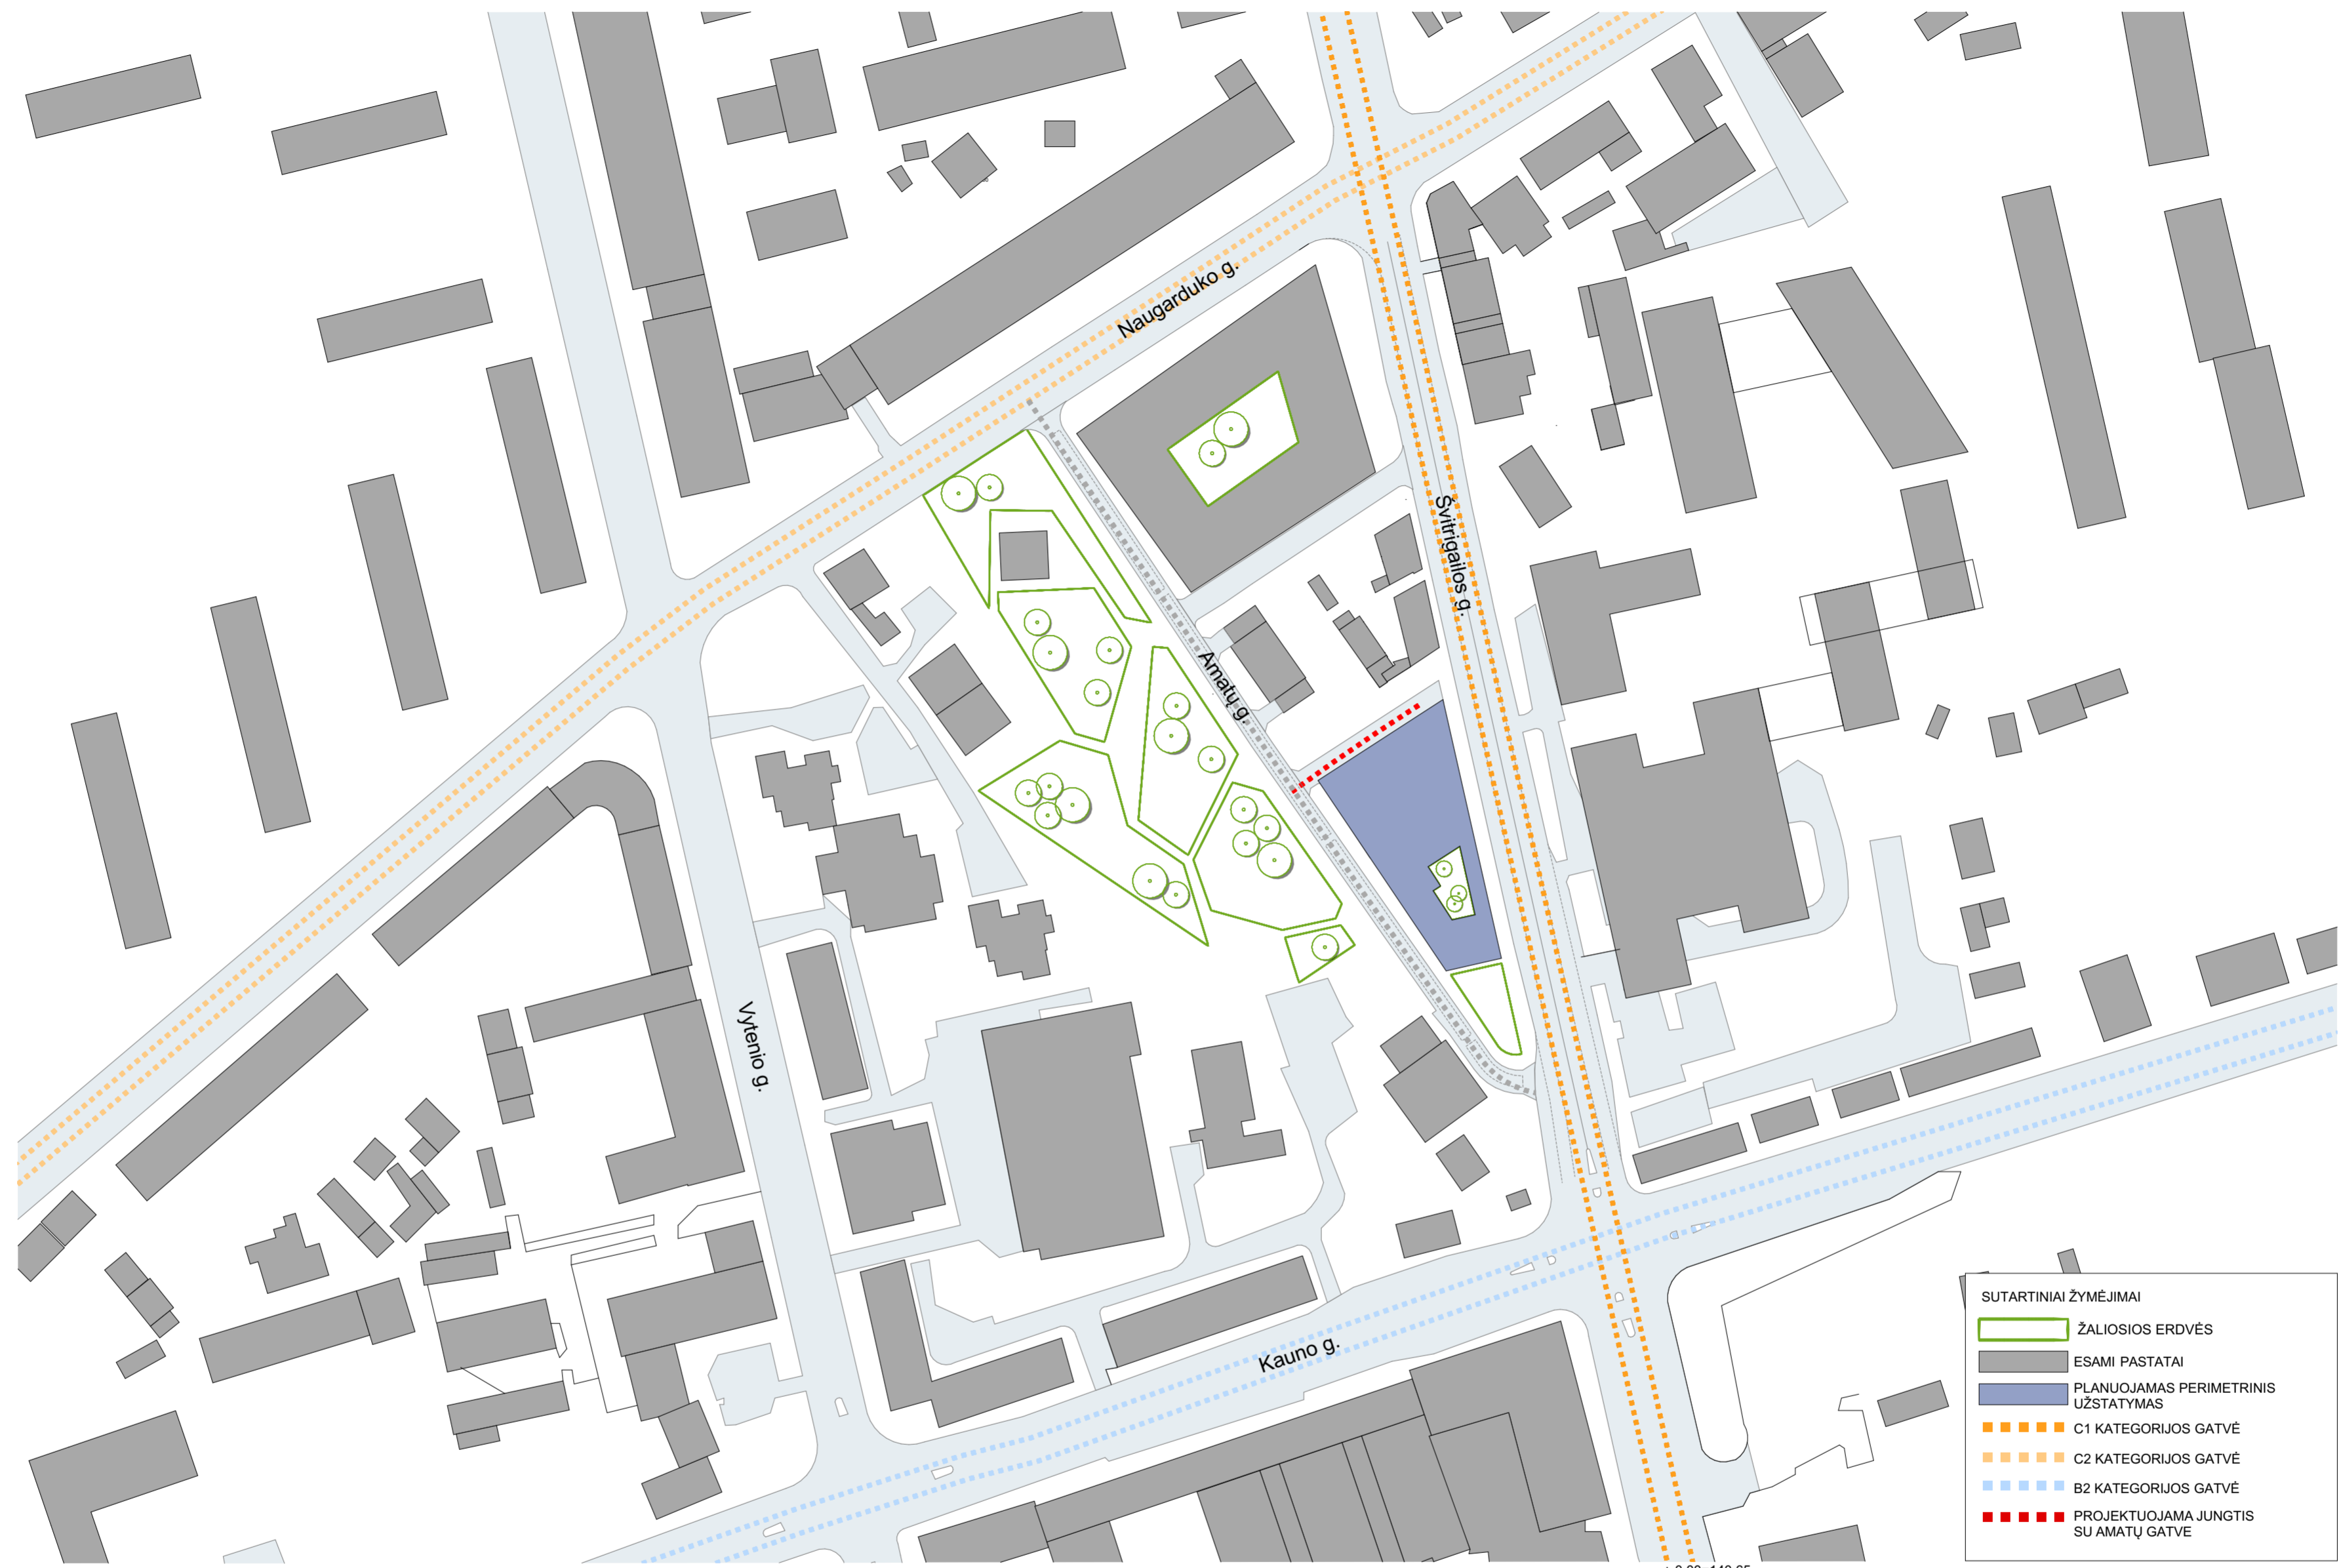 Naugarduko g.
Švitrigailos g.
Amatų g.
Vytenio g.
Kauno g.
SUTARTINIAI ŽYMĖJIMAI
ŽALIOSIOS ERDVĖS
ESAMI PASTATAI
PLANUOJAMAS PERIMETRINIS
UŽSTATYMAS
C1 KATEGORIJOS GATVĖ
C2 KATEGORIJOS GATVĖ
B2 KATEGORIJOS GATVĖ
PROJEKTUOJAMA JUNGTIS
SU AMATŲ GATVE